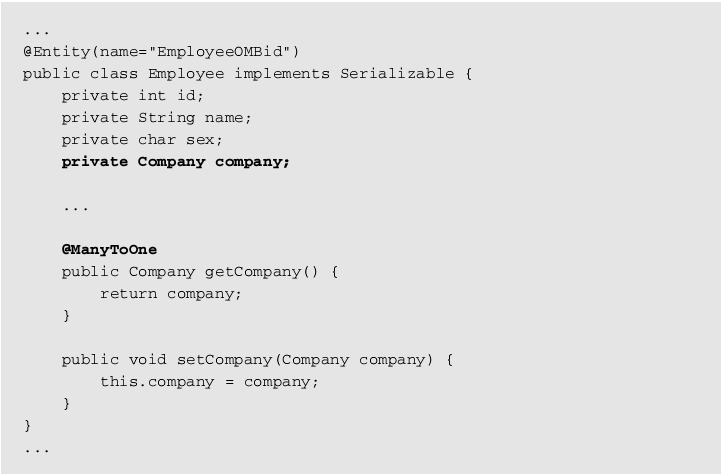 ...
@Entity(name="EmployeeOMBid")
public class Employee implements Serializable {
    private int id;
    private String name;
    private char sex;
    private Company company;

    ...

    @ManyToOne
    public Company getCompany() {
        return company;
    }

    public void setCompany(Company company) {
        this.company = company;
    }
}
...